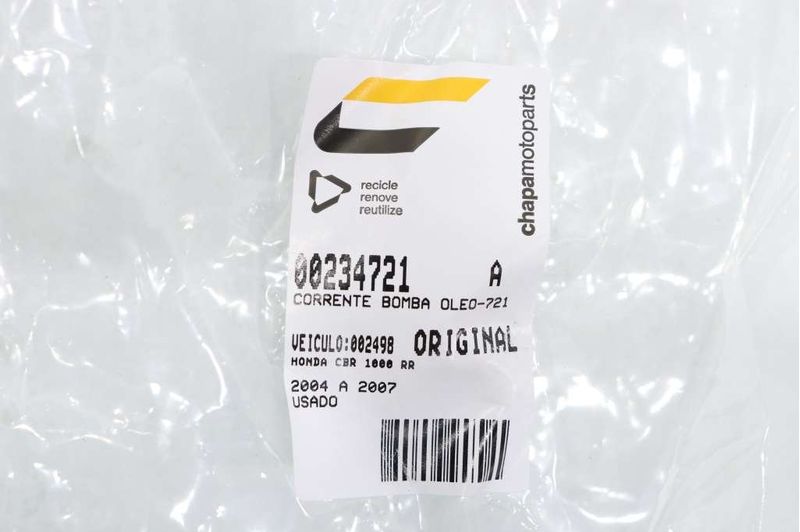 chapamotoparts
recicle
renove
reutilize
00234721 A
CORRENTE BOMBA OLEO-721
VEICULO:002498 ORIGINAL
HONDA CBR 1000 RR
2004 A 2007
USADO